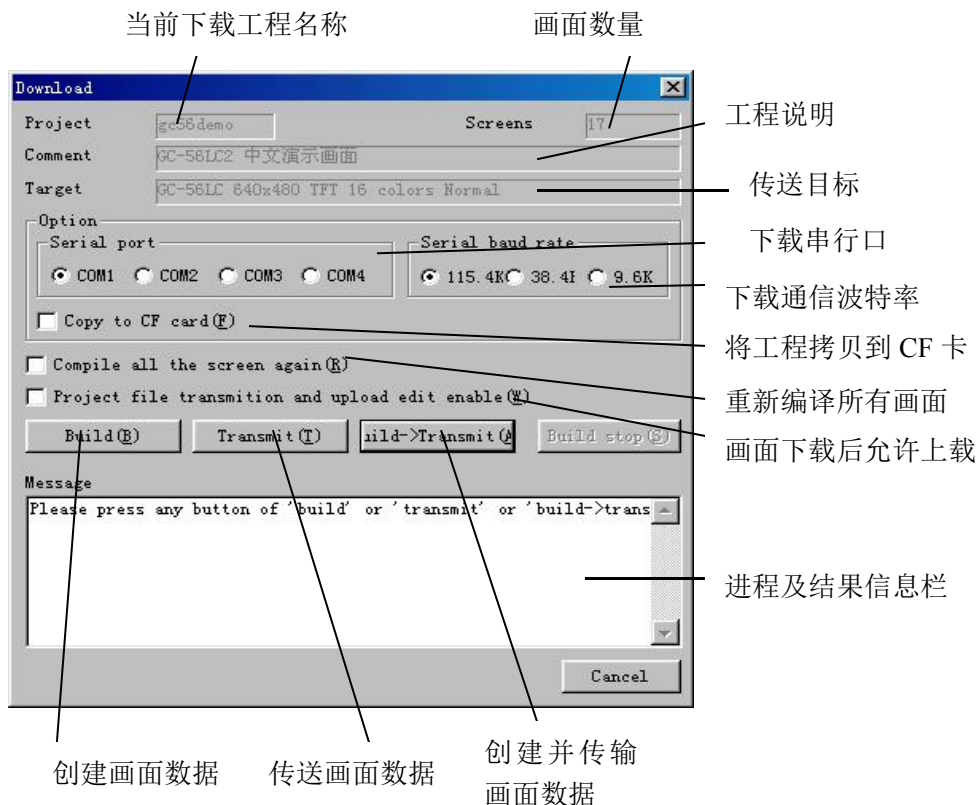 当前下载工程名称 画面数量
Download
Project gc56demo Screens 17
工程说明
Comment GC-56LC2 中文演示画面
传送目标
Target GC-56LC 640x480 TFT 16 colors Normal
Option
Serial port Serial baud rate
下载串行口
COM1 COM2 COM3 COM4 115.4K 38.4I 9.6K
下载通信波特率
Copy to CF card(F)
将工程拷贝到 CF 卡
Compile all the screen again(R)
重新编译所有画面
Project file transmition and upload edit enable(W)
画面下载后允许上载
Build(B) Transmit(T) uild->Transmit(A Build stop(S)
Message
Please press any button of 'build' or 'transmit' or 'build->trans
进程及结果信息栏
Cancel
创建画面数据 传送画面数据 创建并传输
画面数据